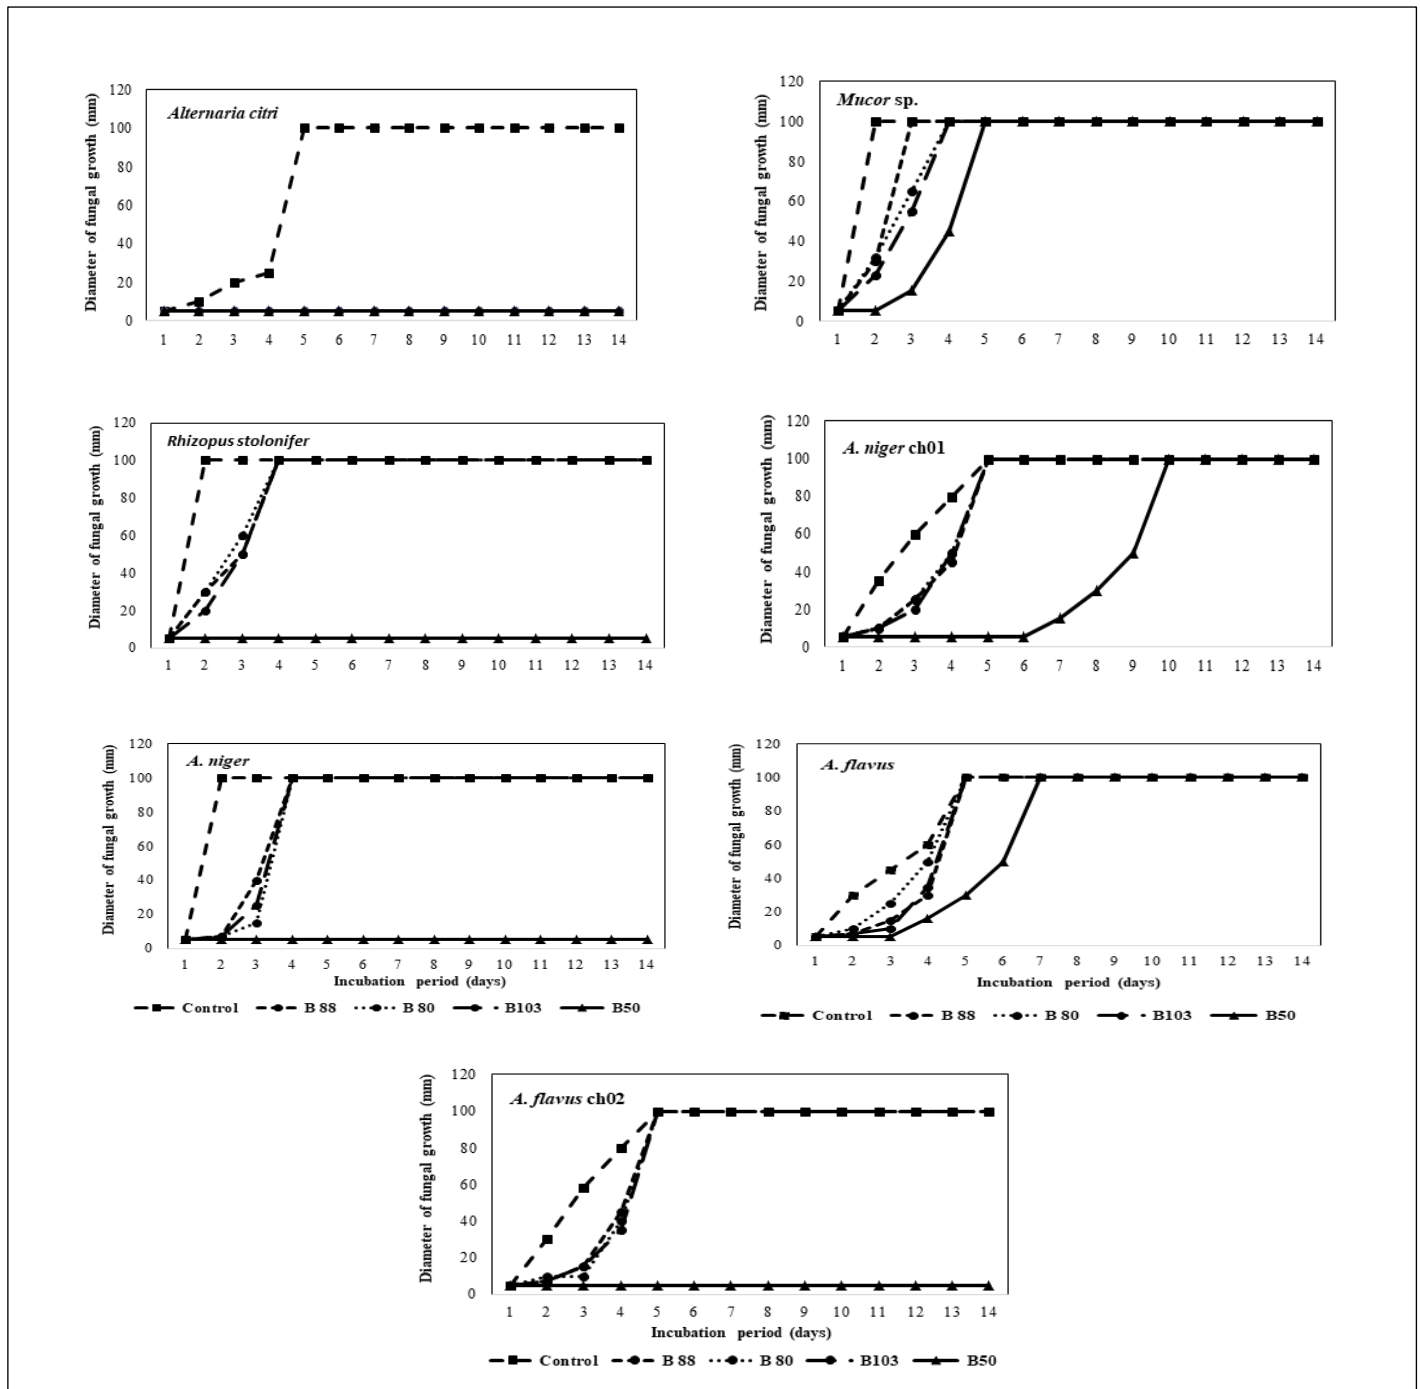 Alternaria citri
Diameter of fungal growth (mm)
120
100
80
60
40
20
0
1 2 3 4 5 6 7 8 9 10 11 12 13 14
Mucor sp.
Diameter of fungal growth (mm)
120
100
80
60
40
20
0
1 2 3 4 5 6 7 8 9 10 11 12 13 14
Rhizopus stolonifer
Diameter of fungal growth (mm)
120
100
80
60
40
20
0
1 2 3 4 5 6 7 8 9 10 11 12 13 14
A. niger ch01
Diameter of fungal growth (mm)
120
100
80
60
40
20
0
1 2 3 4 5 6 7 8 9 10 11 12 13 14
A. niger
Diameter of fungal growth (mm)
120
100
80
60
40
20
0
1 2 3 4 5 6 7 8 9 10 11 12 13 14
Incubation period (days)
Control B 88 B 80 B103 B50
A. flavus
Diameter of fungal growth (mm)
120
100
80
60
40
20
0
1 2 3 4 5 6 7 8 9 10 11 12 13 14
Incubation period (days)
Control B 88 B 80 B103 B50
A. flavus ch02
Diameter of fungal growth (mm)
120
100
80
60
40
20
0
1 2 3 4 5 6 7 8 9 10 11 12 13 14
Incubation period (days)
Control B 88 B 80 B103 B50